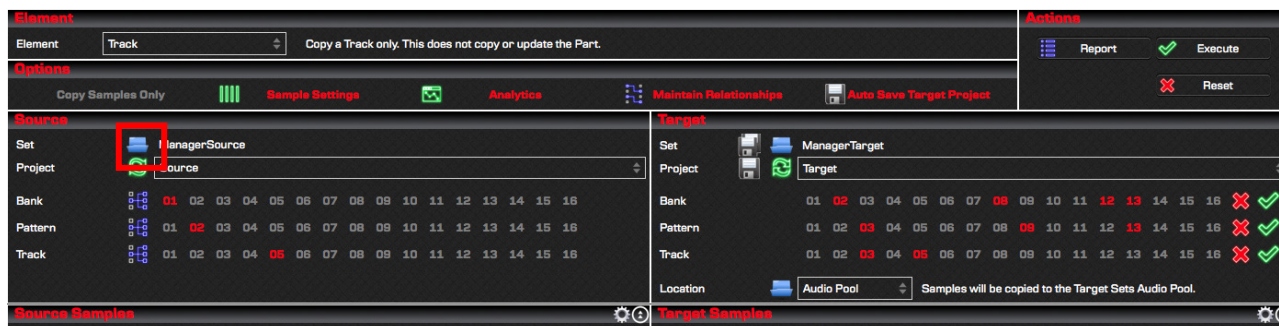 Element
Actions
Element Track Copy a Track only. This does not copy or update the Part.
Report Execute
Options
Copy Samples Only Sample Settings Analytics Maintain Relationships Auto Save Target Project
Reset
Source
Target
Set ManagerSource
Set ManagerTarget
Project Source
Project Target
Bank 01 02 03 04 05 06 07 08 09 10 11 12 13 14 15 16
Bank 01 02 03 04 05 06 07 08 09 10 11 12 13 14 15 16
Pattern 01 02 03 04 05 06 07 08 09 10 11 12 13 14 15 16
Pattern 01 02 03 04 05 06 07 08 09 10 11 12 13 14 15 16
Track 01 02 03 04 05 06 07 08 09 10 11 12 13 14 15 16
Track 01 02 03 04 05 06 07 08 09 10 11 12 13 14 15 16
Location Audio Pool Samples will be copied to the Target Sets Audio Pool.
Source Samples
Target Samples